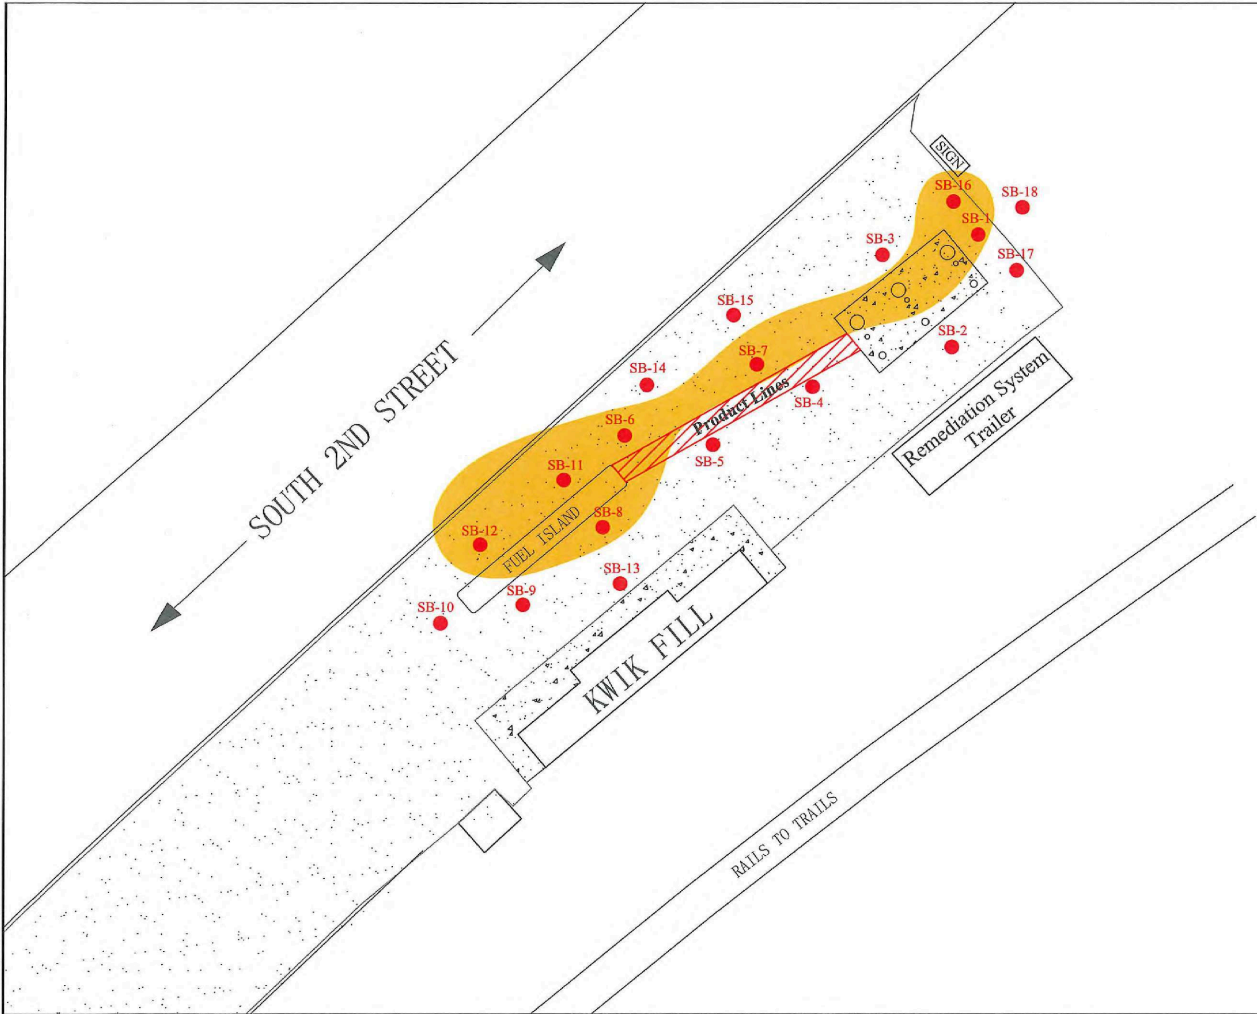 SIGN
SB-16
SB-18
SB-1
SB-3
SB-17
SB-15
SB-2
SB-7
SB-14
SB-4
Product Lines
Remediation System
Trailer
SOUTH 2ND STREET
SB-6
SB-5
SB-11
SB-8
SB-12
FUEL ISLAND
SB-13
SB-9
SB-10
KWIK FILL
RAILS TO TRAILS